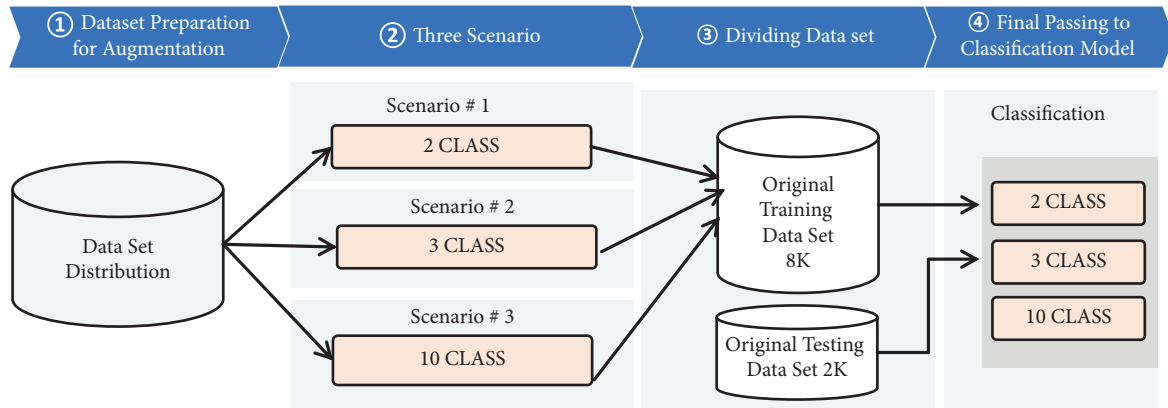 ① Dataset Preparation
for Augmentation
② Three Scenario
③ Dividing Data set
④ Final Passing to
Classification Model
Data Set
Distribution
Scenario # 1
2 CLASS
Scenario # 2
3 CLASS
Scenario # 3
10 CLASS
Original
Training
Data Set
8K
Original Testing
Data Set 2K
Classification
2 CLASS
3 CLASS
10 CLASS